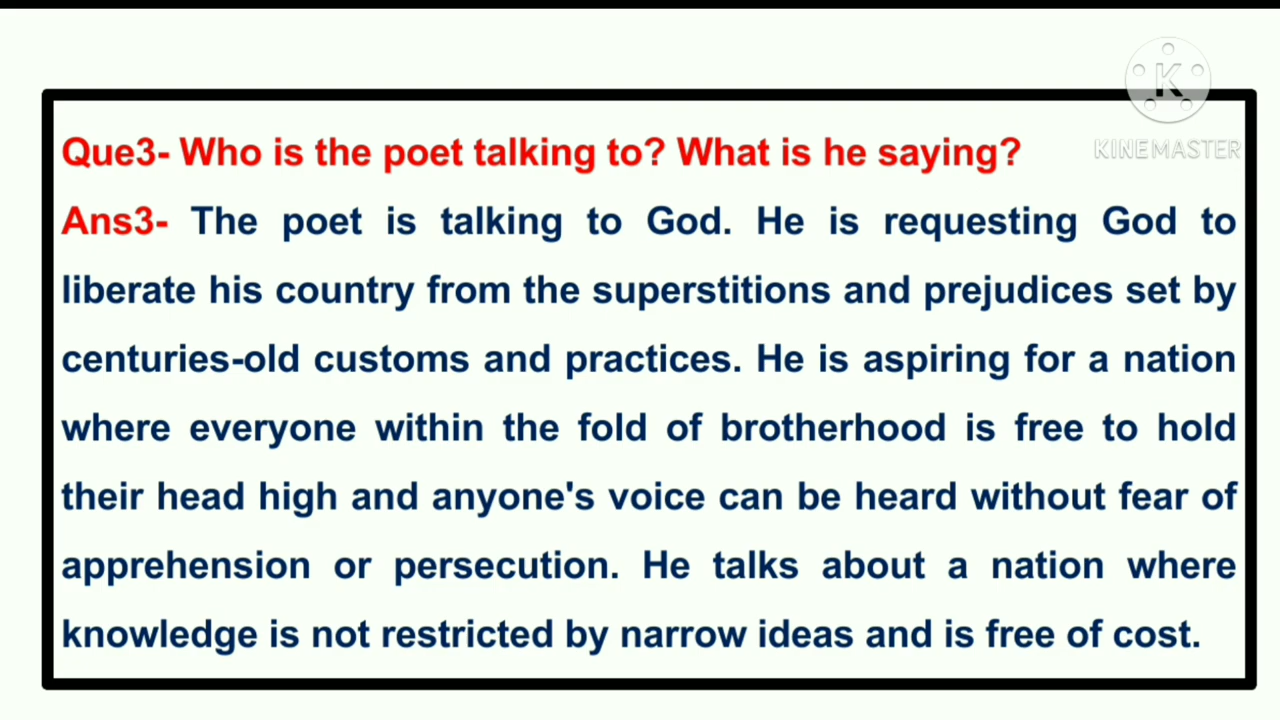 K
KINEMASTER
Que3- Who is the poet talking to? What is he saying?
Ans3- The poet is talking to God. He is requesting God to
liberate his country from the superstitions and prejudices set by
centuries-old customs and practices. He is aspiring for a nation
where everyone within the fold of brotherhood is free to hold
their head high and anyone's voice can be heard without fear of
apprehension or persecution. He talks about a nation where
knowledge is not restricted by narrow ideas and is free of cost.